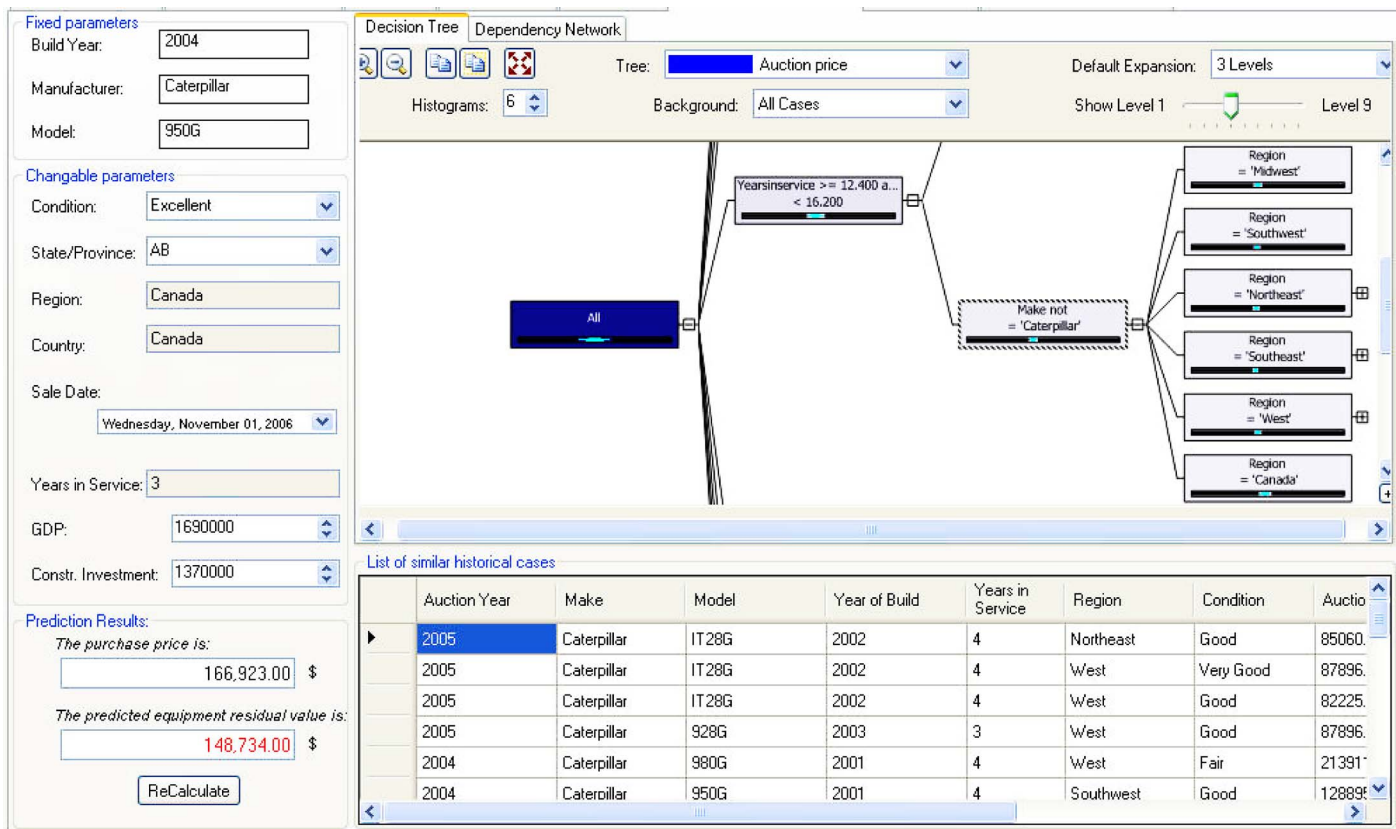 Fixed parameters
Build Year: 2004
Manufacturer: Caterpillar
Model: 950G
Changable parameters
Condition: Excellent
State/Province: AB
Region: Canada
Country: Canada
Sale Date:
Wednesday, November 01, 2006
Years in Service: 3
GDP: 1690000
Constr. Investment: 1370000
Prediction Results:
The purchase price is:
166,923.00 $
The predicted equipment residual value is:
148,734.00 $
ReCalculate
Decision Tree Dependency Network
Tree: Auction price Default Expansion: 3 Levels
Histograms: 6 Background: All Cases Show Level 1 Level 9
All
Yearsinservice >= 12.400 a...
< 16.200
Make not
= 'Caterpillar'
Region
= 'Midwest'
Region
= 'Southwest'
Region
= 'Northeast'
Region
= 'Southeast'
Region
= 'West'
Region
= 'Canada'
List of similar historical cases
Auction Year Make Model Year of Build Years in Service Region Condition Auctio
2005 Caterpillar IT28G 2002 4 Northeast Good 85060.
2005 Caterpillar IT28G 2002 4 West Very Good 87896.
2005 Caterpillar IT28G 2002 4 West Good 82225.
2005 Caterpillar 928G 2003 3 West Good 87896.
2004 Caterpillar 980G 2001 4 West Fair 21391
2004 Caterpillar 950G 2001 4 Southwest Good 12889